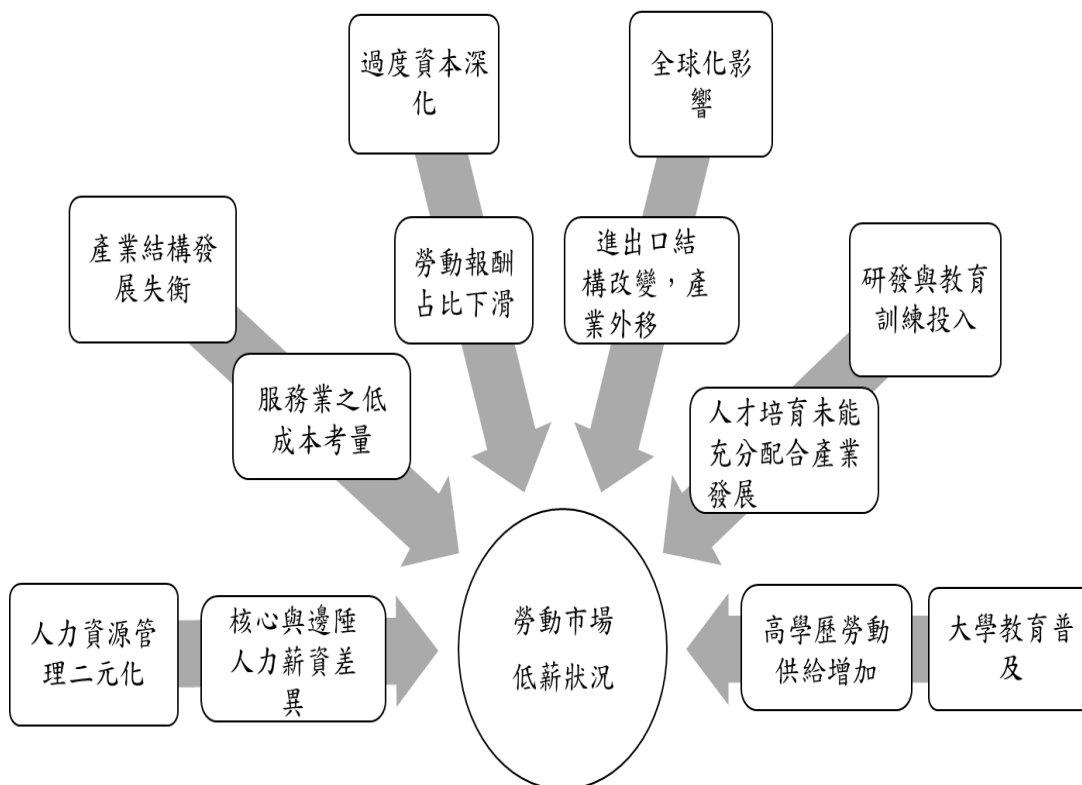 過度資本深
化
全球化影
響
產業結構發
展失衡
勞動報酬
占比下滑
進出口結
構改變，產
業外移
研發與教育
訓練投入
服務業之低
成本考量
人才培育未能
充分配合產業
發展
人力資源管
理二元化
核心與邊陲
人力薪資差
異
勞動市場
低薪狀況
高學歷勞動
供給增加
大學教育普
及